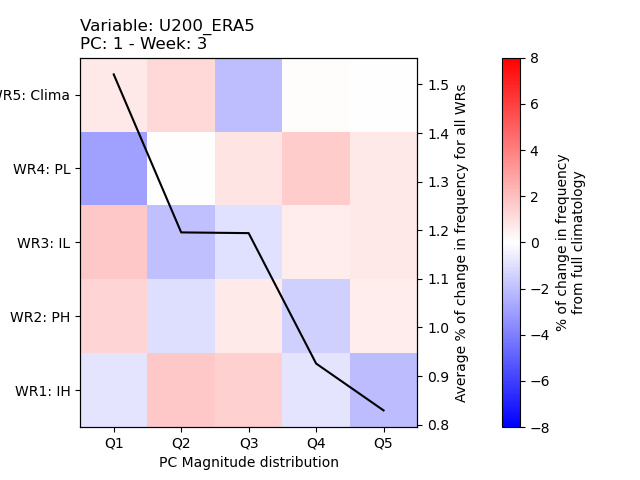 Variable: U200_ERA5
PC: 1 - Week: 3
WR5: Clima
WR4: PL
WR3: IL
WR2: PH
WR1: IH
Q1 Q2 Q3 Q4 Q5
PC Magnitude distribution
1.5
1.4
1.3
1.2
1.1
1.0
0.9
0.8
Average % of change in frequency for all WRs
8
6
4
2
0
−2
−4
−6
−8
% of change in frequency
from full climatology